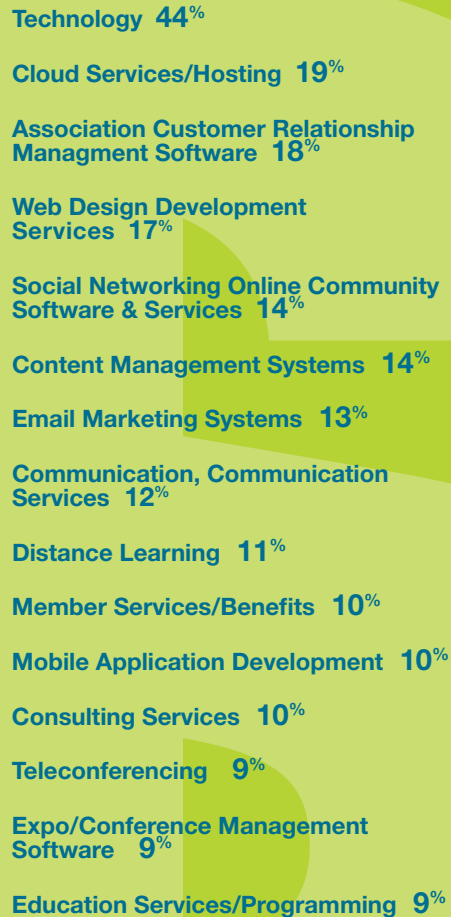 Technology 44%
Cloud Services/Hosting 19%
Association Customer Relationship
Managment Software 18%
Web Design Development
Services 17%
Social Networking Online Community
Software & Services 14%
Content Management Systems 14%
Email Marketing Systems 13%
Communication, Communication
Services 12%
Distance Learning 11%
Member Services/Benefits 10%
Mobile Application Development 10%
Consulting Services 10%
Teleconferencing 9%
Expo/Conference Management
Software 9%
Education Services/Programming 9%